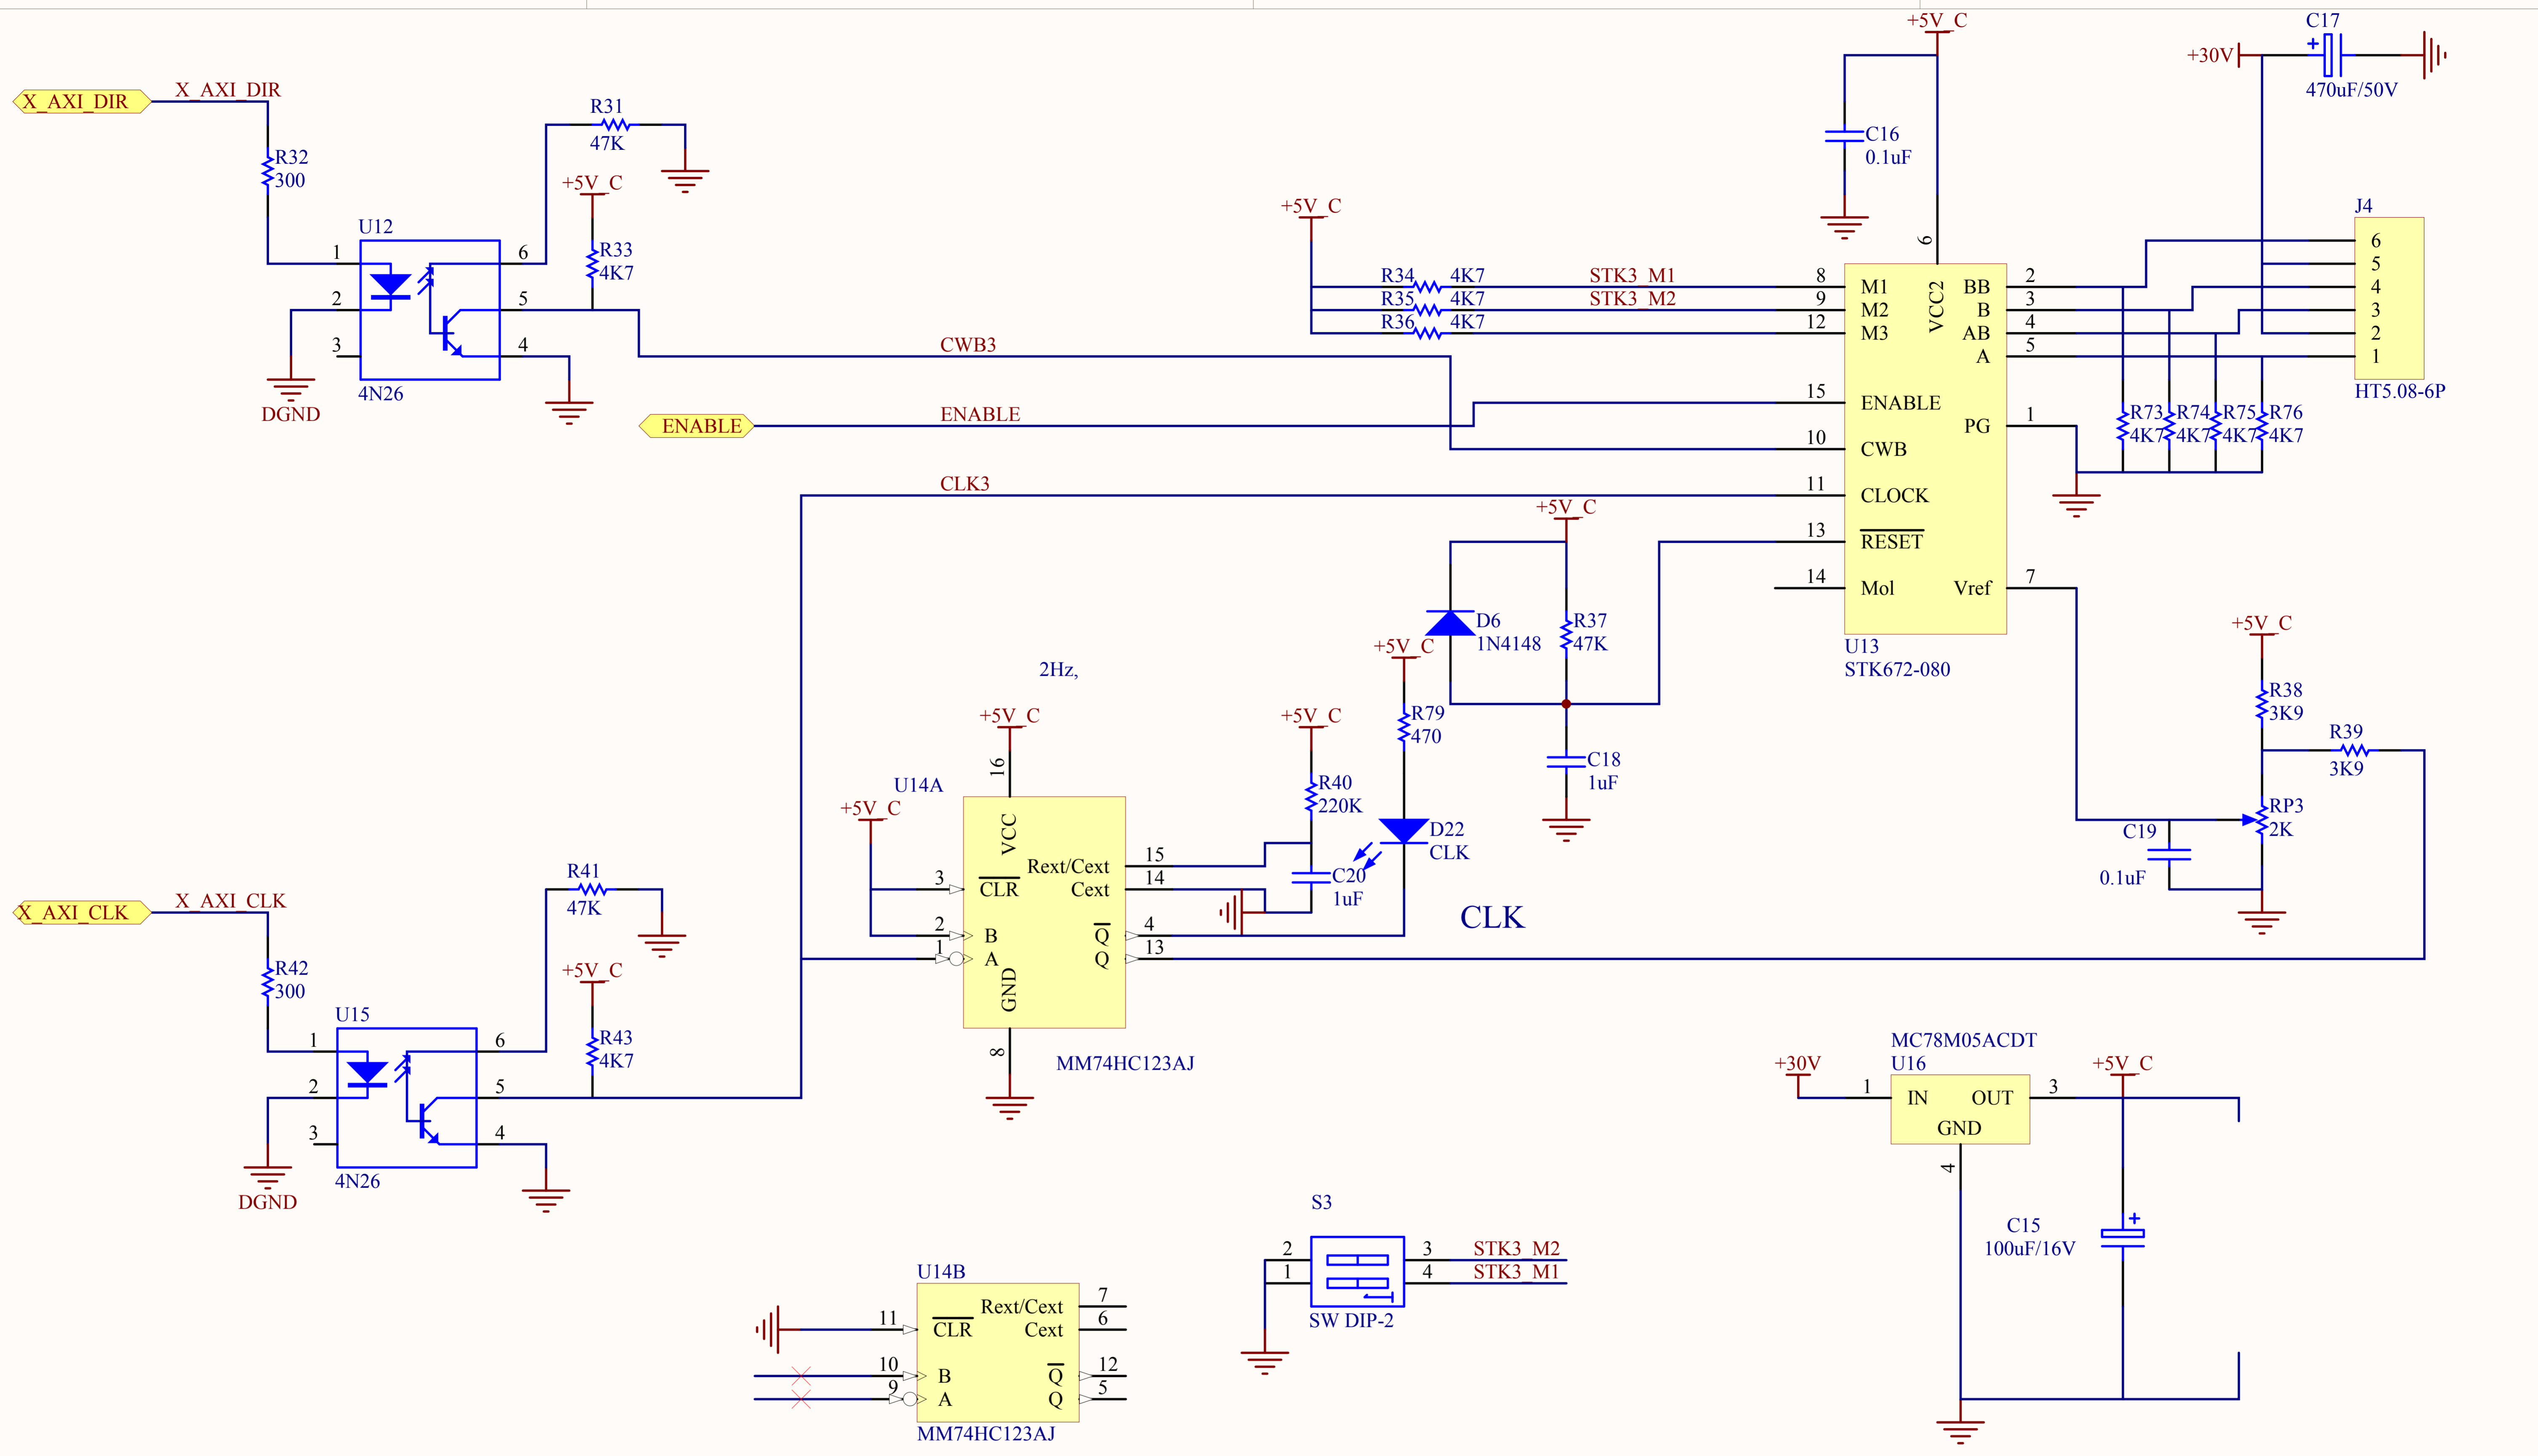 +5V_C
C17
+30V
+
470uF/50V
X_AXI_DIR
X_AXI_DIR
R31
47K
C16
0.1uF
R32
300
+5V_C
R33
4K7
U12
1
2
3
6
5
4
4N26
DGND
+5V_C
R34
4K7
STK3_M1
8
R35
4K7
STK3_M2
9
R36
4K7
12
CWB3
ENABLE
ENABLE
15
10
CLK3
11
13
14
6
VCC2
M1
M2
M3
ENABLE
CWB
CLOCK
RESET
Mol
BB
B
AB
A
PG
Vref
2
3
4
5
1
7
U13
STK672-080
J4
6
5
4
3
2
1
HT5.08-6P
R73
4K7
R74
4K7
R75
4K7
R76
4K7
+5V_C
D6
1N4148
R37
47K
C18
1uF
+5V_C
R79
470
D22
CLK
CLK
2Hz,
+5V_C
16
U14A
+5V_C
VCC
Rext/Cext
15
Cext
14
3
CLR
2
B
1
A
Q
4
Q
13
GND
8
MM74HC123AJ
+5V_C
R40
220K
C20
1uF
+5V_C
R38
3K9
R39
3K9
RP3
2K
C19
0.1uF
X_AXI_CLK
X_AXI_CLK
R41
47K
R42
300
+5V_C
R43
4K7
U15
1
2
3
6
5
4
4N26
DGND
MC78M05ACDT
U16
+30V
1
IN
OUT
GND
3
4
+5V_C
C15
100uF/16V
+
S3
2
1
3
4
STK3_M2
STK3_M1
SW DIP-2
U14B
11
CLR
10
B
9
A
Rext/Cext
7
Cext
6
Q
12
Q
5
MM74HC123AJ